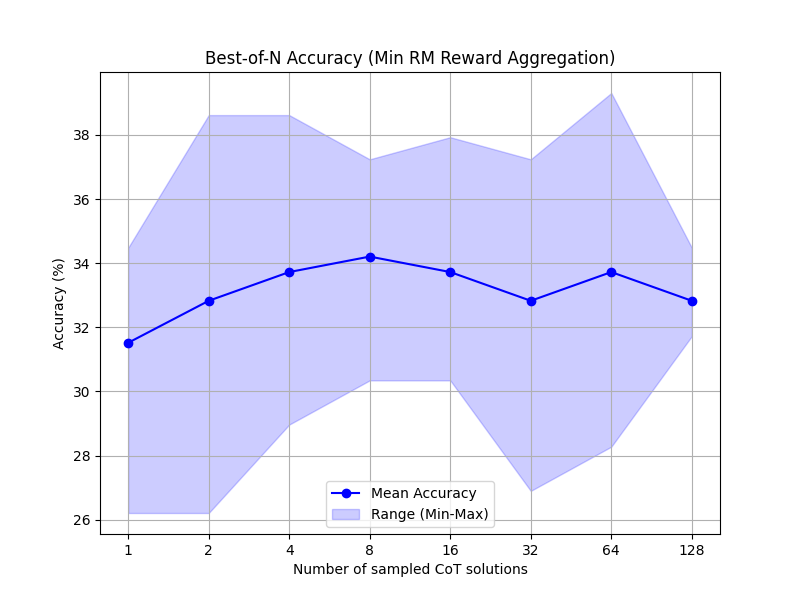 Best-of-N Accuracy (Min RM Reward Aggregation)
Accuracy (%)
38
36
34
32
30
28
26
Mean Accuracy
Range (Min-Max)
1 2 4 8 16 32 64 128
Number of sampled CoT solutions